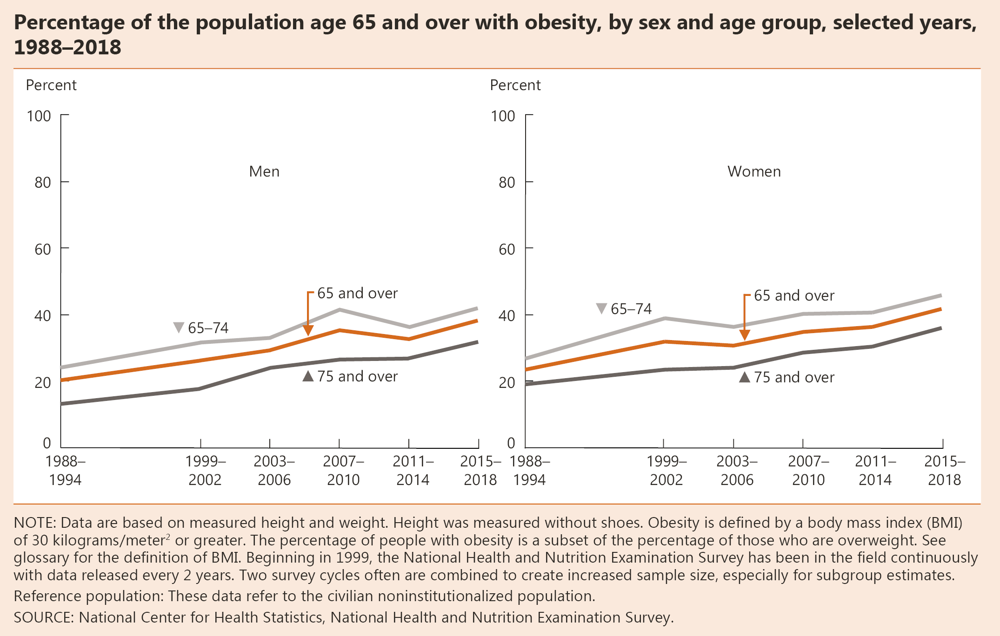 Percentage of the population age 65 and over with obesity, by sex and age group, selected years,
1988–2018
Percent
100
80
60
40
20
0
Men
65 and over
65–74
75 and over
1988–
1994
1999–
2002
2003–
2006
2007–
2010
2011–
2014
2015–
2018
Percent
100
80
60
40
20
0
Women
65 and over
65–74
75 and over
1988–
1994
1999–
2002
2003–
2006
2007–
2010
2011–
2014
2015–
2018
NOTE: Data are based on measured height and weight. Height was measured without shoes. Obesity is defined by a body mass index (BMI)
of 30 kilograms/meter² or greater. The percentage of people with obesity is a subset of the percentage of those who are overweight. See
glossary for the definition of BMI. Beginning in 1999, the National Health and Nutrition Examination Survey has been in the field continuously
with data released every 2 years. Two survey cycles often are combined to create increased sample size, especially for subgroup estimates.
Reference population: These data refer to the civilian noninstitutionalized population.
SOURCE: National Center for Health Statistics, National Health and Nutrition Examination Survey.